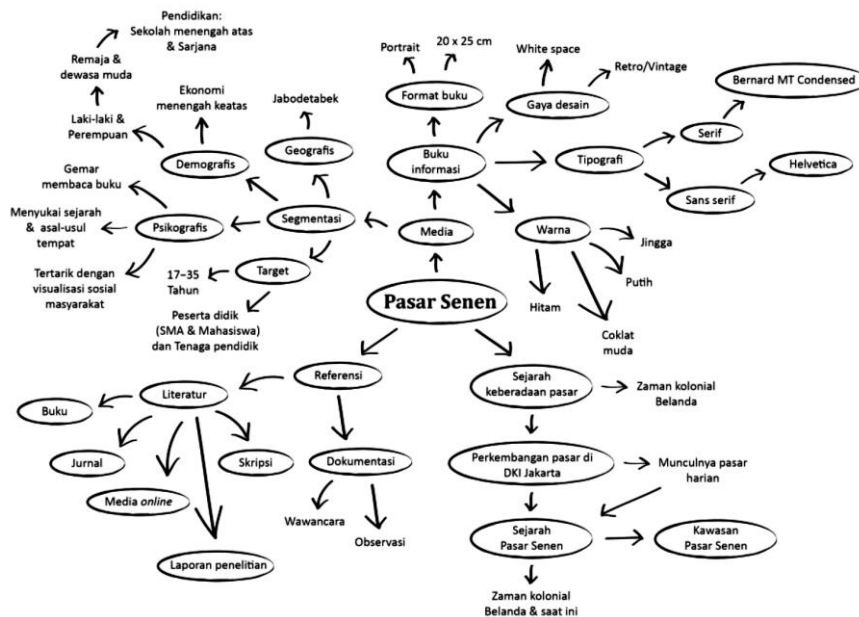 Pendidikan:
Sekolah menengah atas
& Sarjana
Remaja &
dewasa muda
Laki-laki &
Perempuan
Ekonomi
menengah keatas
Demografis
Jabodetabek
Geografis
Gemar
membaca buku
Menyukai sejarah
& asal-usul
tempat
Psikografis
Tertarik dengan
visualisasi sosial
masyarakat
Segmentasi
Target
17–35
Tahun
Peserta didik
(SMA & Mahasiswa)
dan Tenaga pendidik
Media
Portrait
20 x 25 cm
Format buku
White space
Retro/Vintage
Gaya desain
Buku
informasi
Tipografi
Serif
Bernard MT Condensed
Sans serif
Helvetica
Warna
Jingga
Putih
Hitam
Coklat
muda
Pasar Senen
Referensi
Literatur
Buku
Jurnal
Media online
Skripsi
Laporan penelitian
Dokumentasi
Wawancara
Observasi
Sejarah
keberadaan pasar
Zaman kolonial
Belanda
Perkembangan pasar di
DKI Jakarta
Munculnya pasar
harian
Sejarah
Pasar Senen
Kawasan
Pasar Senen
Zaman kolonial
Belanda & saat ini